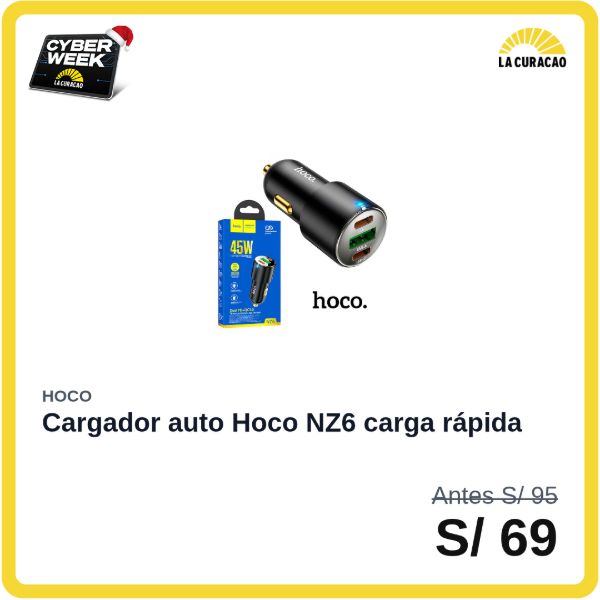 CYBER
WEEK
LA CURACAO
LA CURACAO
hoco.
45W
hoco.
HOCO
Cargador auto Hoco NZ6 carga rápida
Antes S/ 95
S/ 69